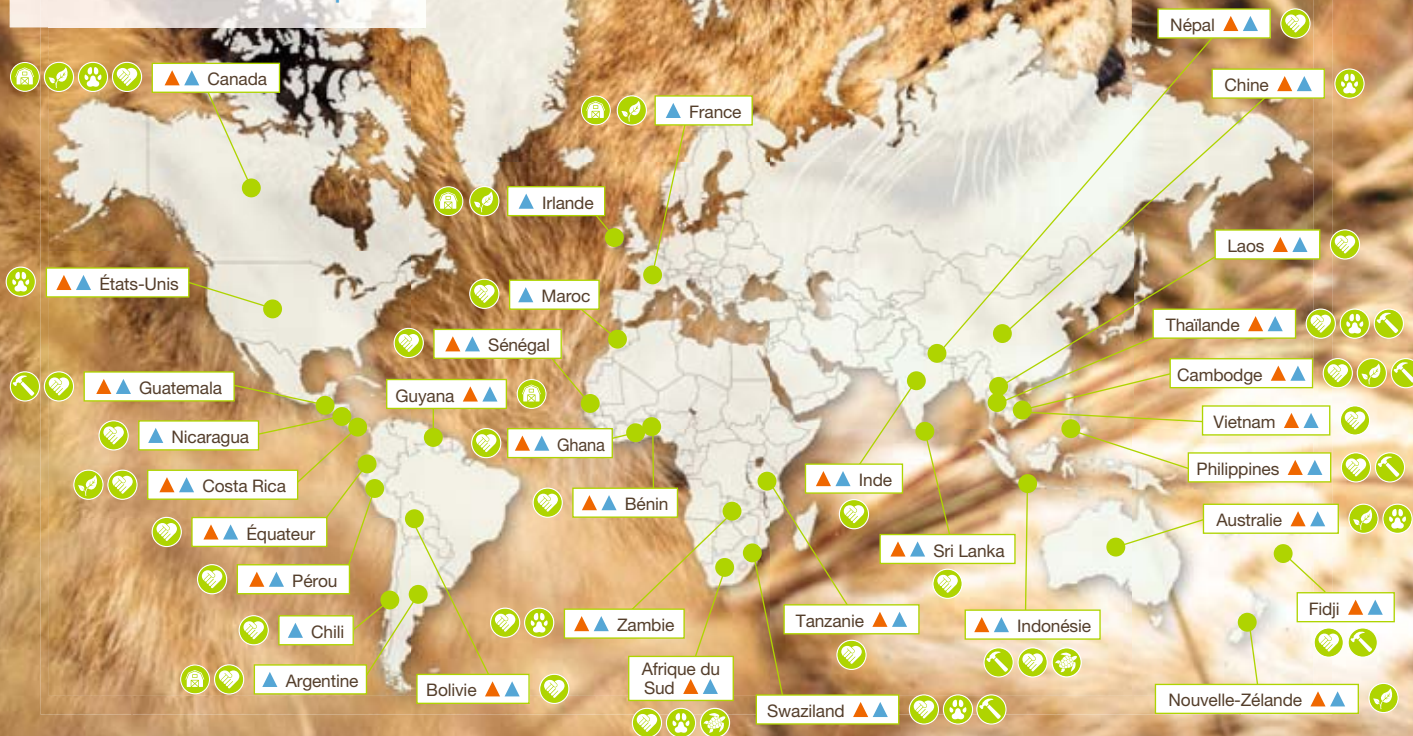 Népal
Canada
Chine
France
Irlande
Laos
États-Unis
Maroc
Thaïlande
Sénégal
Cambodge
Guatemala
Guyana
Vietnam
Nicaragua
Ghana
Philippines
Costa Rica
Inde
Bénin
Australie
Équateur
Sri Lanka
Pérou
Fidji
Chili
Zambie
Tanzanie
Indonésie
Afrique du
Sud
Argentine
Bolivie
Swaziland
Nouvelle-Zélande